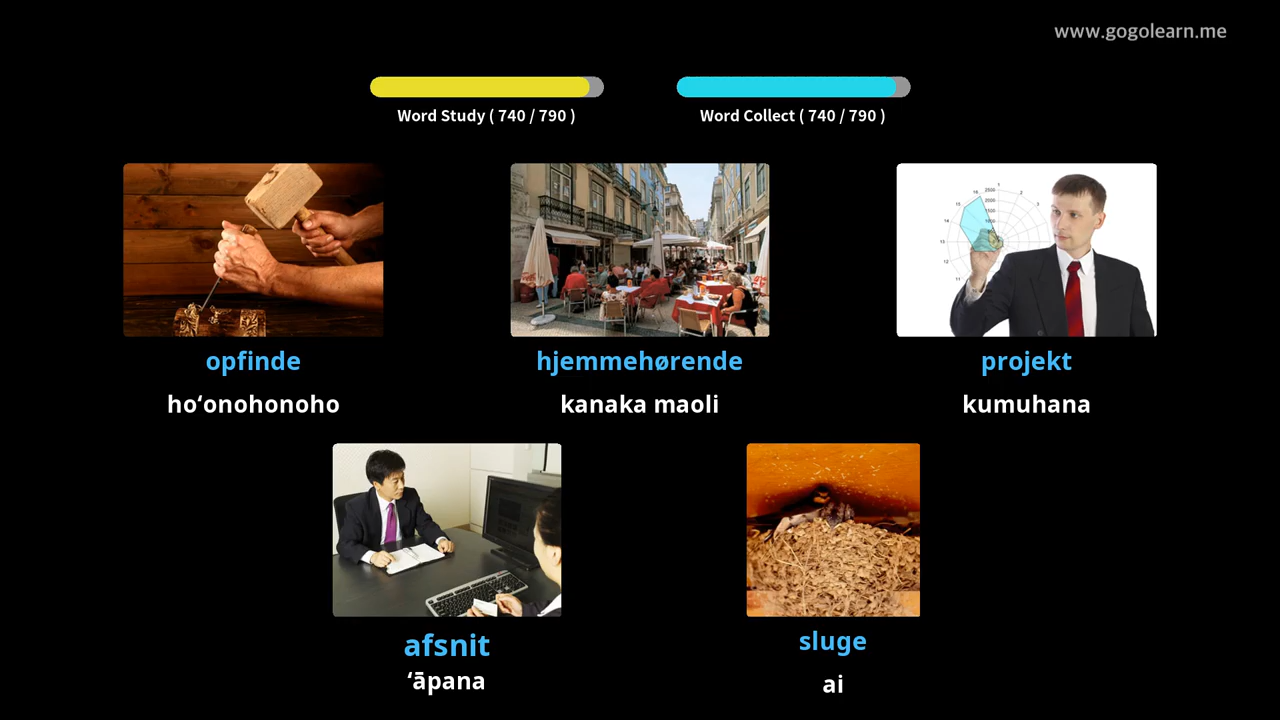 www.gogolearn.me
Word Study ( 740 / 790 )
Word Collect ( 740 / 790 )
opfinde
hoʻonohonoho
hjemmehørende
kanaka maoli
projekt
kumuhana
afsnit
ʻāpana
sluge
ai